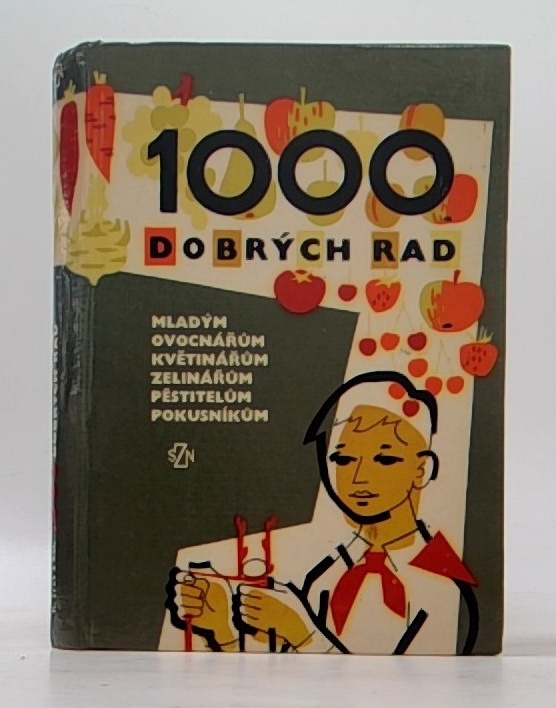 1000
DOBRÝCH RAD
MLADÝM
OVOCNÁŘŮM
KVĚTINÁŘŮM
ZELINÁŘŮM
PĚSTITELŮM
POKUSNÍKŮM
SZN